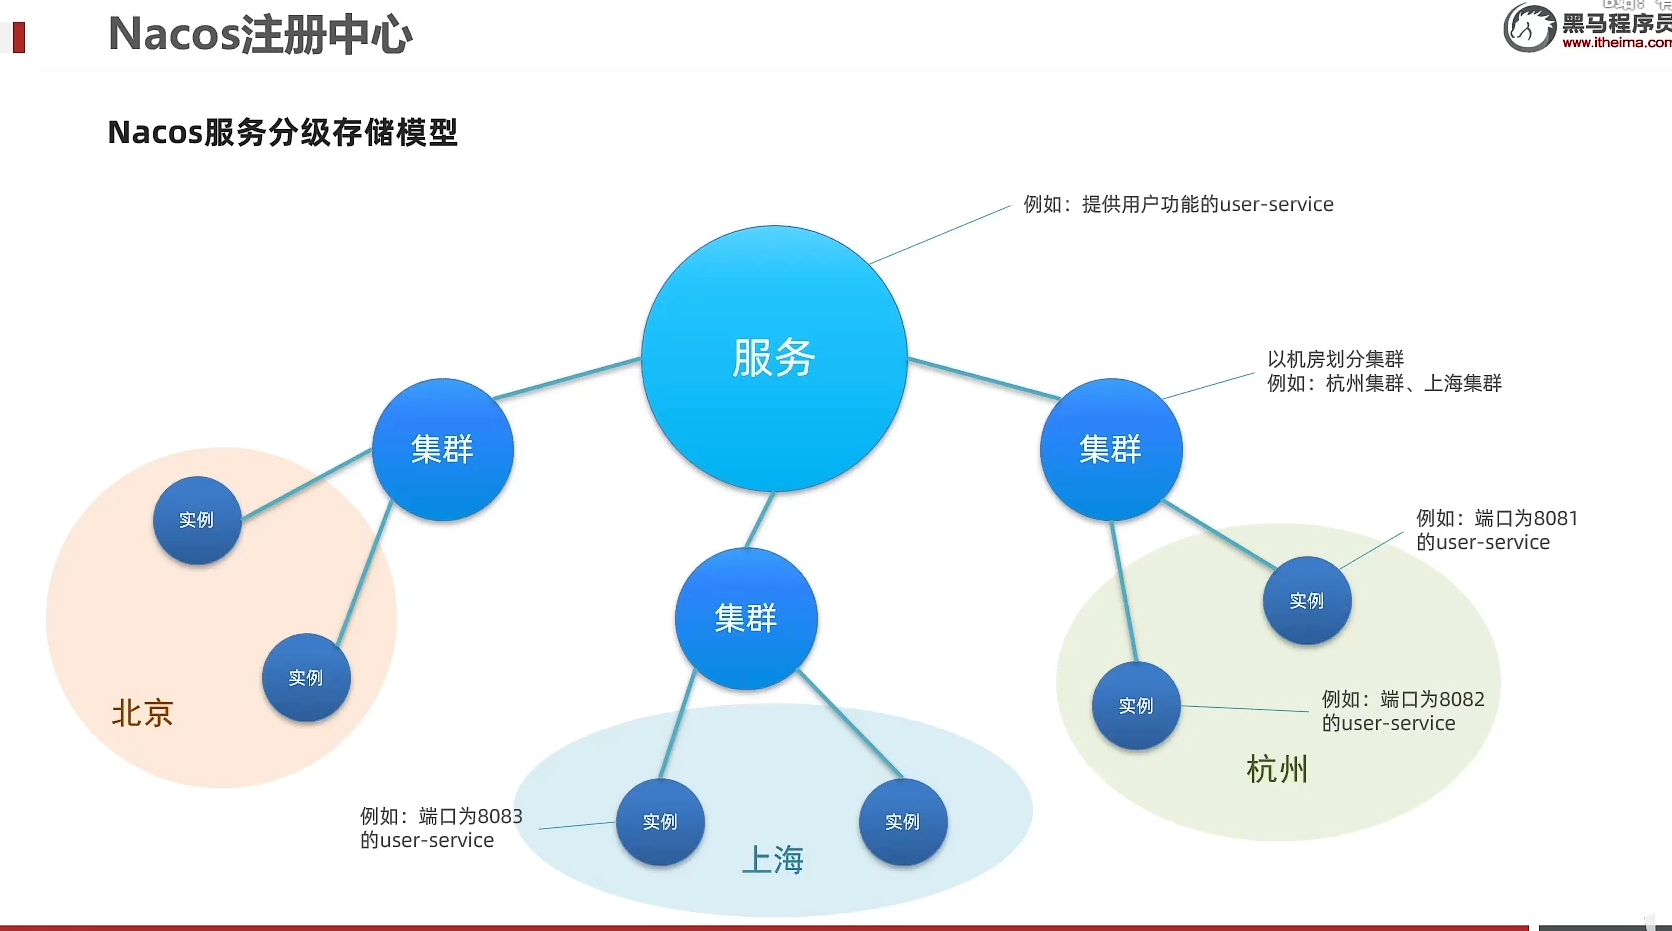 Nacos注册中心
黑马程序员
www.itheima.com
Nacos服务分级存储模型
例如：提供用户功能的user-service
服务
以机房划分集群
例如：杭州集群、上海集群
集群
集群
实例
例如：端口为8081
的user-service
实例
集群
实例
实例
例如：端口为8082
的user-service
北京
杭州
例如：端口为8083
的user-service
实例
实例
上海